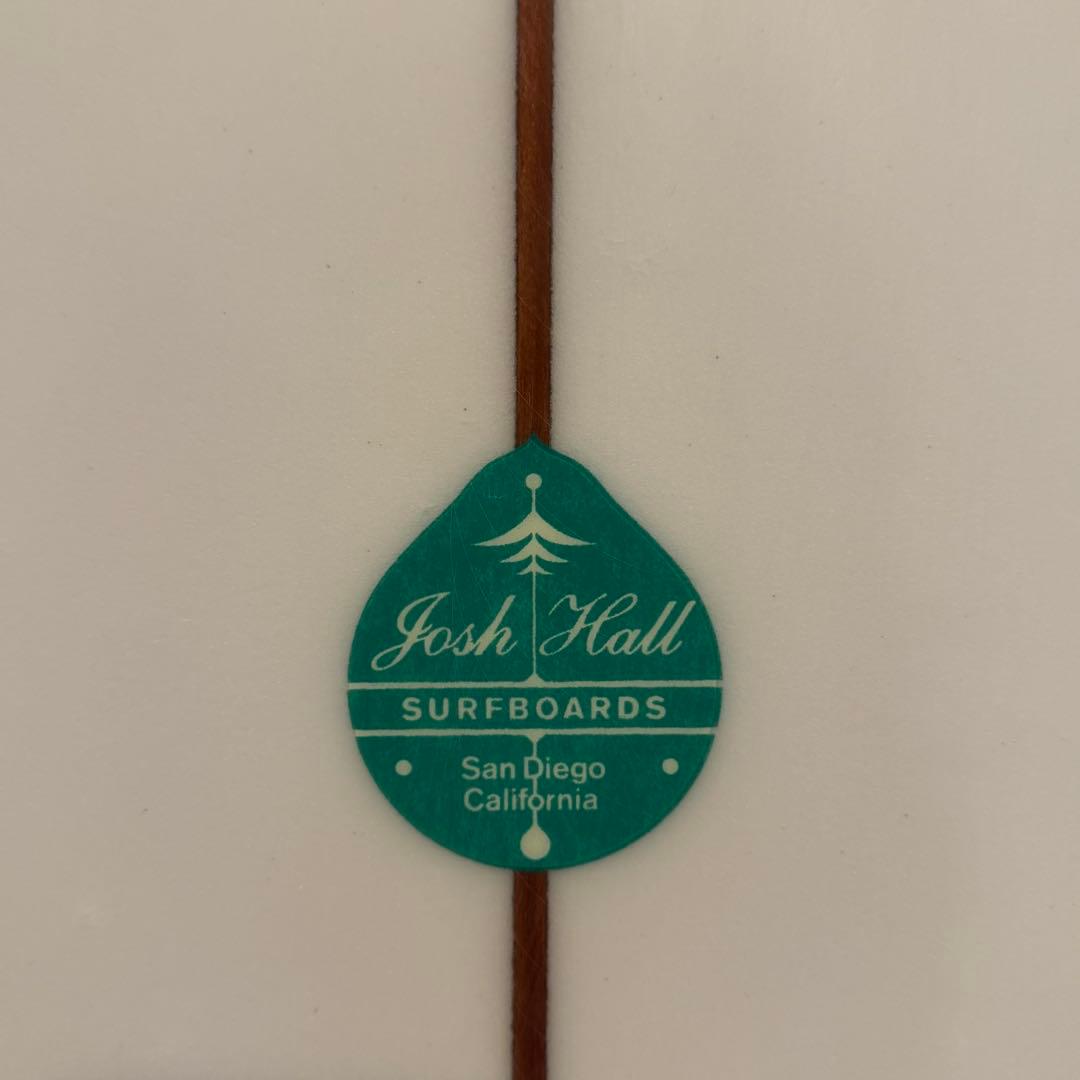 Josh Hall
SURFBOARDS
San Diego
California